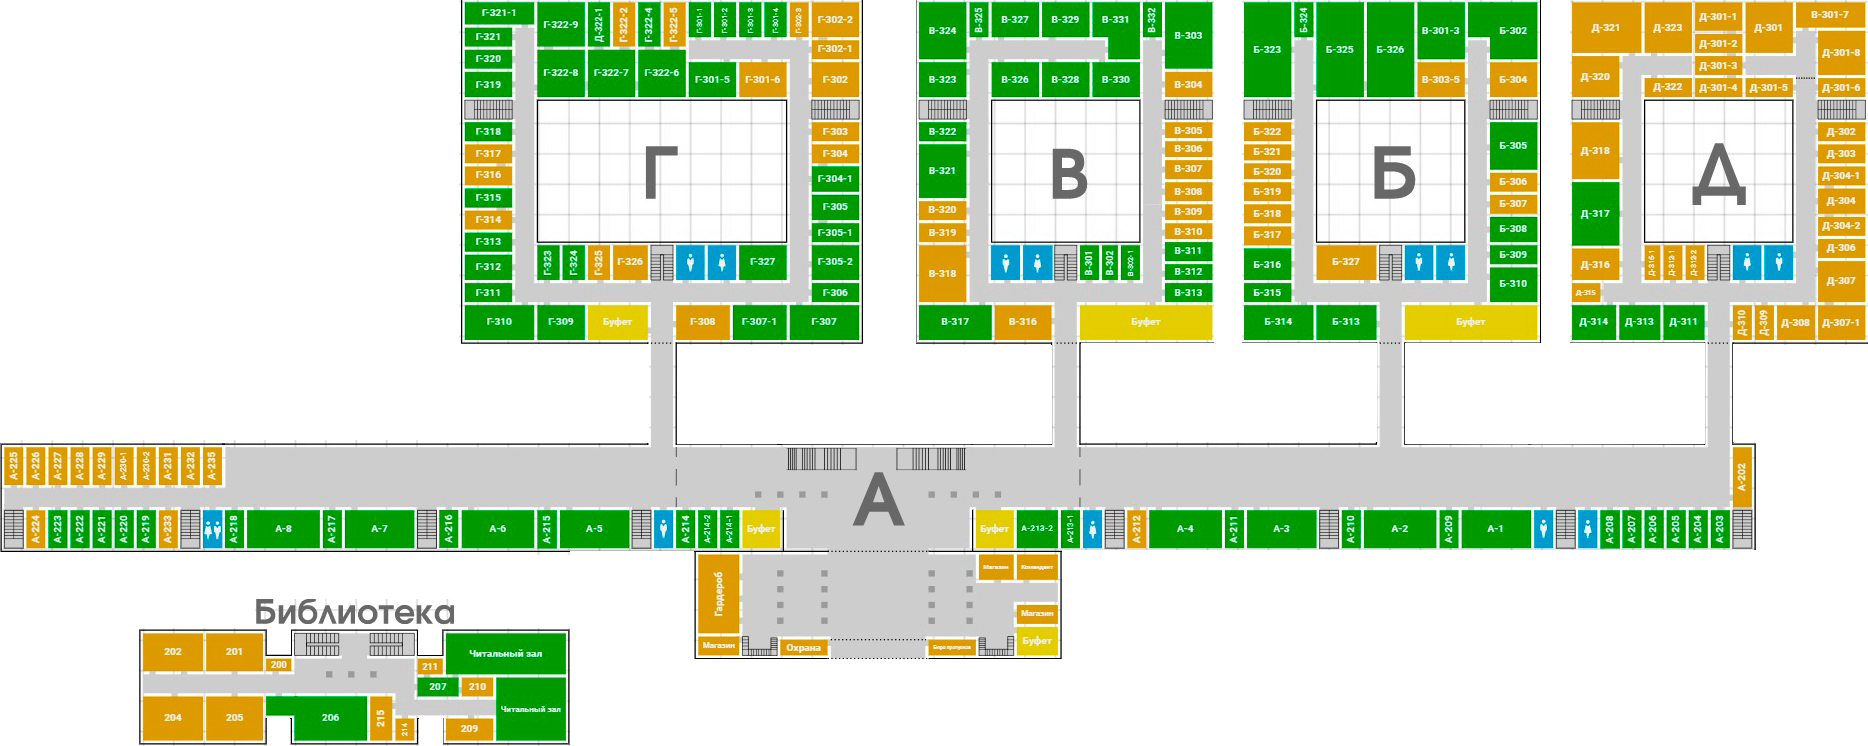 Г-321-1
Г-321
Г-320
Г-319
Г-322-9
Д-322-1
Г-322-2
Г-322-4
Г-322-5
Г-301-1
Г-301-2
Г-301-3
Г-301-4
Г-302-3
Г-302-2
Г-302-1
Г-322-8
Г-322-7
Г-322-6
Г-301-5
Г-301-6
Г-302
Г-318
Г-317
Г-316
Г-315
Г-314
Г-313
Г-312
Г-311
Г
Г-303
Г-304
Г-304-1
Г-305
Г-305-1
Г-305-2
Г-306
Г-323
Г-324
Г-325
Г-326
Г-327
Г-310
Г-309
Буфет
Г-308
Г-307-1
Г-307
В-324
В-325
В-327
В-329
В-331
В-332
В-303
В-323
В-326
В-328
В-330
В-304
В-322
В-321
В-320
В-319
В-318
В
В-305
В-306
В-307
В-308
В-309
В-310
В-311
В-312
В-313
В-301
В-302
В-302-1
В-317
В-316
Буфет
Б-323
Б-324
Б-325
Б-326
Б-301-3
Б-302
В-303-5
Б-304
Б-322
Б-321
Б-320
Б-319
Б-318
Б-317
Б-316
Б-315
Б
Б-305
Б-306
Б-307
Б-308
Б-309
Б-310
Б-327
Б-314
Б-313
Буфет
Д-321
Д-323
Д-301-1
Д-301-2
Д-301-3
Д-301
В-301-7
Д-301-8
Д-320
Д-322
Д-301-4
Д-301-5
Д-301-6
Д-318
Д-317
Д-316
Д-315
Д
Д-302
Д-303
Д-304-1
Д-304
Д-304-2
Д-306
Д-307
Д-316-1
Д-313-1
Д-313-2
Д-314
Д-313
Д-311
Д-310
Д-309
Д-308
Д-307-1
А-225
А-226
А-227
А-228
А-229
А-230-1
А-230-2
А-231
А-232
А-235
А
А-202
А-224
А-223
А-222
А-221
А-220
А-219
А-233
А-218
А-8
А-217
А-7
А-216
А-6
А-215
А-5
А-214
А-214-2
А-214-1
Буфет
Буфет
А-213-2
А-213-1
А-212
А-4
А-211
А-3
А-210
А-2
А-209
А-1
А-208
А-207
А-206
А-205
А-204
А-203
Гардероб
Магазин
Охрана
Магазин
Комендант
Магазин
Буфет
Бюро пропусков
Библиотека
202
201
200
211
Читальный зал
207
210
204
205
206
215
214
209
Читальный зал